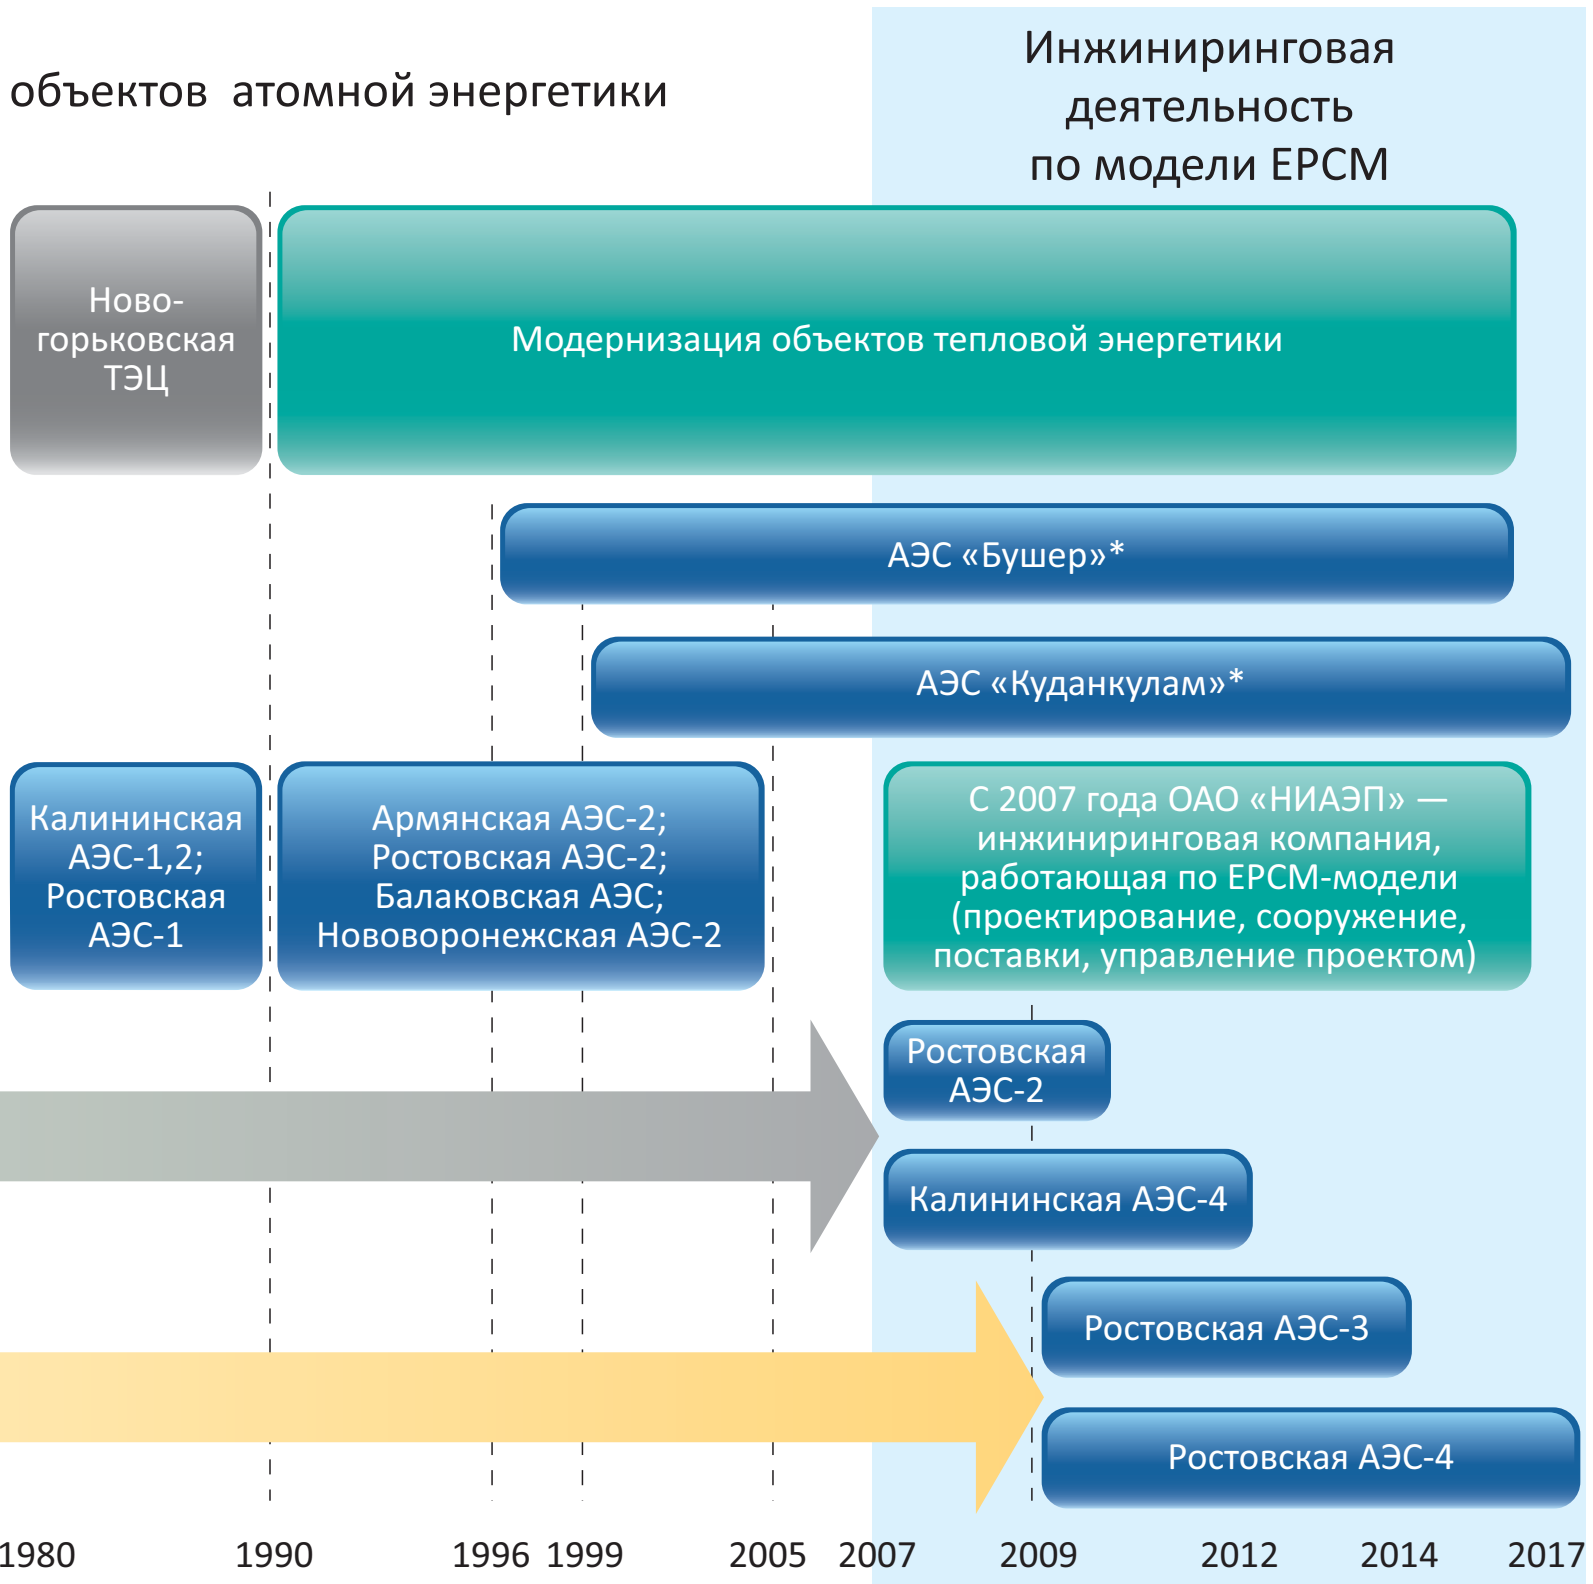 объектов атомной энергетики
Инжиниринговая
деятельность
по модели EPCM
Ново-
горьковская
ТЭЦ
Модернизация объектов тепловой энергетики
АЭС «Бушер»*
АЭС «Куданкулам»*
Калининская
АЭС-1,2;
Ростовская
АЭС-1
Армянская АЭС-2;
Ростовская АЭС-2;
Балаковская АЭС;
Нововоронежская АЭС-2
С 2007 года ОАО «НИАЭП» —
инжиниринговая компания,
работающая по EPCM-модели
(проектирование, сооружение,
поставки, управление проектом)
Ростовская
АЭС-2
Калининская АЭС-4
Ростовская АЭС-3
Ростовская АЭС-4
1980 1990 1996 1999 2005 2007 2009 2012 2014 2017